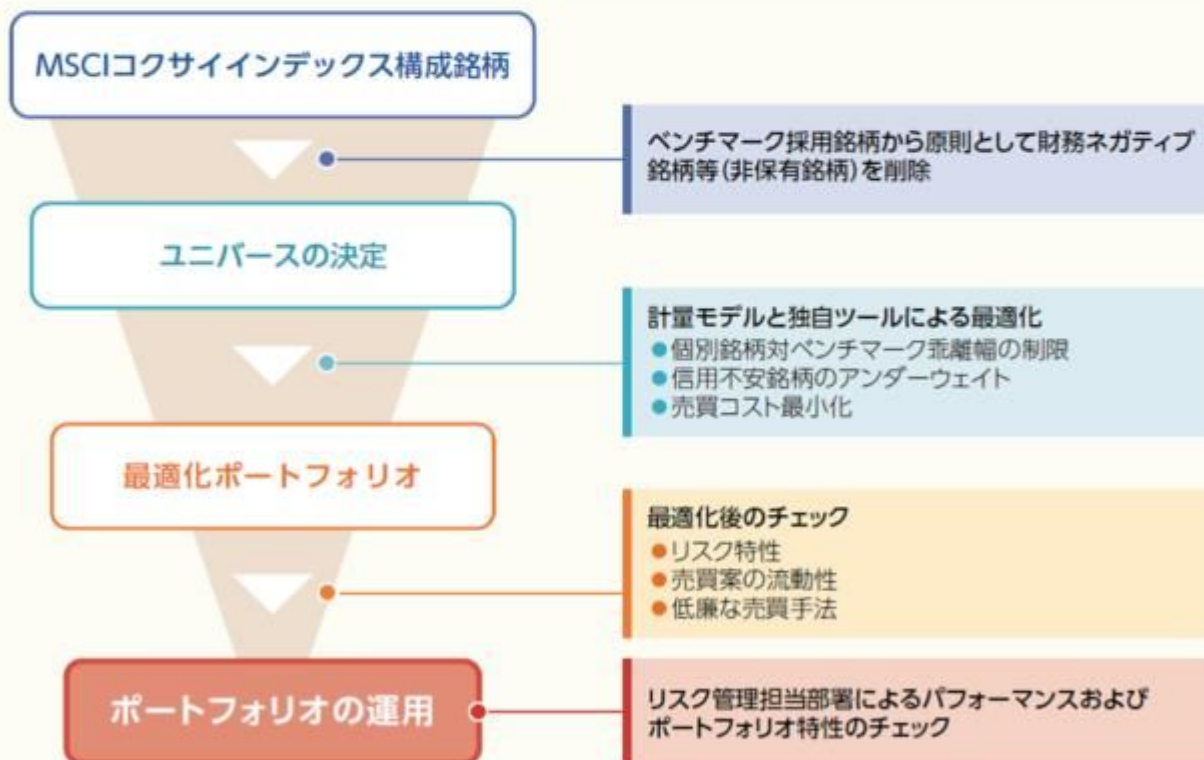 MSCIコクサイインデックス構成銘柄
ベンチマーク採用銘柄から原則として財務ネガティブ
銘柄等(非保有銘柄)を削除
ユニバースの決定
計量モデルと独自ツールによる最適化
●個別銘柄対ベンチマーク乖離幅の制限
●信用不安銘柄のアンダーウェイト
●売買コスト最小化
最適化ポートフォリオ
最適化後のチェック
●リスク特性
●売買案の流動性
●低廉な売買手法
ポートフォリオの運用
リスク管理担当部署によるパフォーマンスおよび
ポートフォリオ特性のチェック